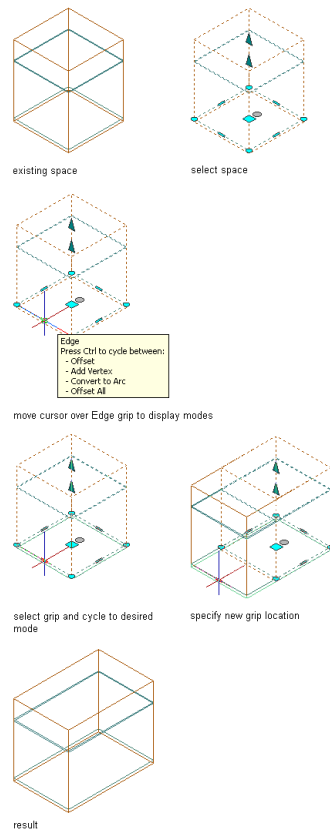 existing space
select space
Edge
Press Ctrl to cycle between:
- Offset
- Add Vertex
- Convert to Arc
- Offset All
move cursor over Edge grip to display modes
select grip and cycle to desired
mode
specify new grip location
result